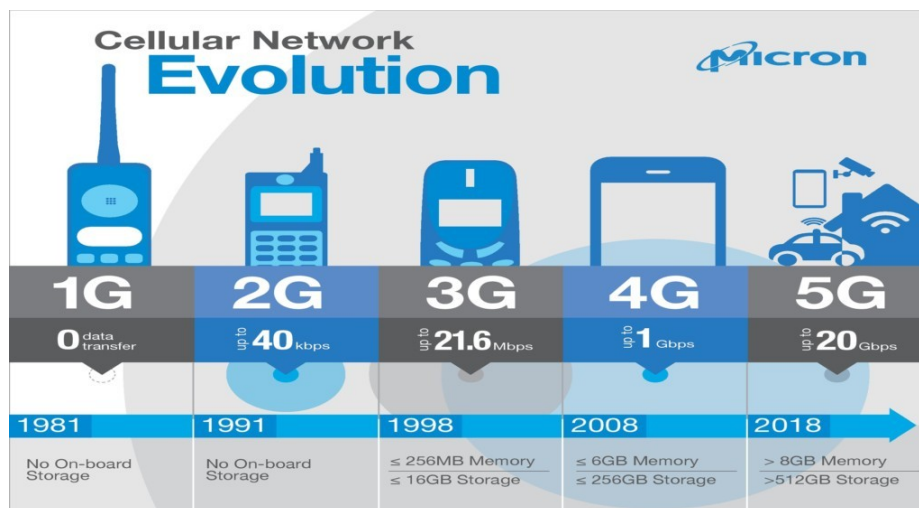 Cellular Network
Evolution
Micron
1G
2G
3G
4G
5G
0 data transfer
up to 40 kbps
up to 21.6 Mbps
up to 1 Gbps
up to 20 Gbps
1981
1991
1998
2008
2018
No On-board
Storage
No On-board
Storage
≤ 256MB Memory
≤ 16GB Storage
≤ 6GB Memory
≤ 256GB Storage
> 8GB Memory
>512GB Storage